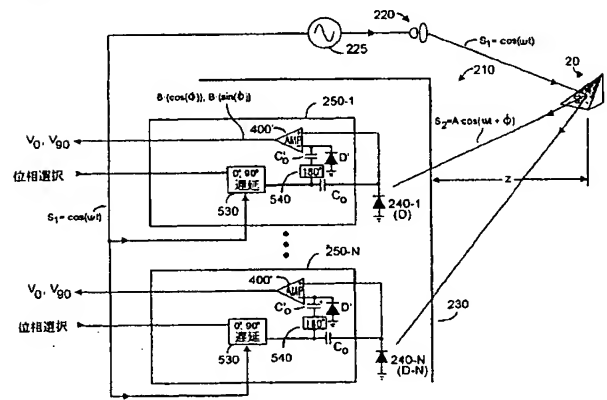 220
225
S₁ = cos(ωt)
20
210
B·(cos(ϕ)), B·(sin(ϕ))
250-1
400'
AMP
V₀, V₉₀
C'₀
D'
S₂=A·cos(ωt + ϕ)
位相選択
0°, 90°
遅延
180°
C₀
z
530
540
240-1
(D)
S₁ = cos(ωt)
250-N
400'
AMP
V₀, V₉₀
C'₀
D'
230
位相選択
0°, 90°
遅延
180°
C₀
530
540
240-N
(D-N)